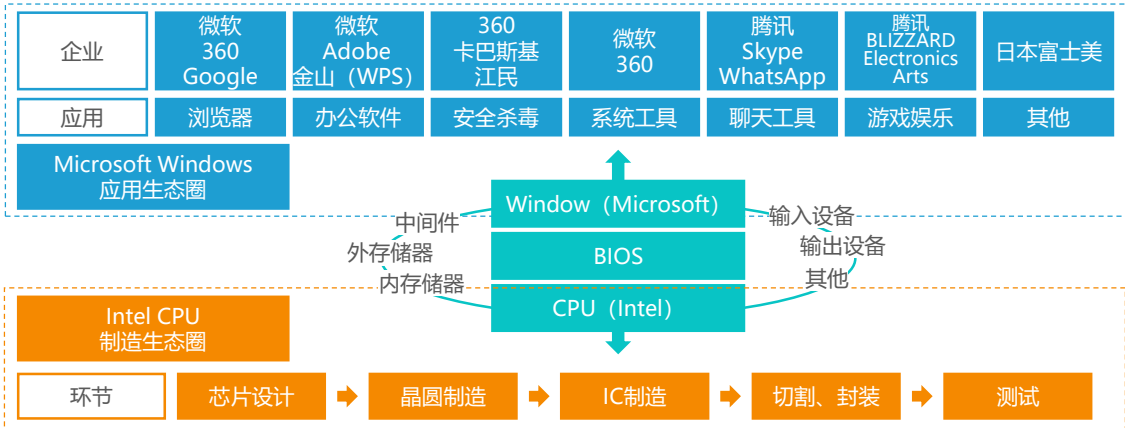 企业
微软
360
Google
微软
Adobe
金山（WPS）
360
卡巴斯基
江民
微软
360
腾讯
Skype
WhatsApp
腾讯
BLIZZARD
Electronics
Arts
日本富士美
应用
浏览器
办公软件
安全杀毒
系统工具
聊天工具
游戏娱乐
其他
Microsoft Windows
应用生态圈
Window（Microsoft）
中间件
输入设备
外存储器
BIOS
输出设备
内存储器
其他
CPU（Intel）
Intel CPU
制造生态圈
环节
芯片设计
晶圆制造
IC制造
切割、封装
测试